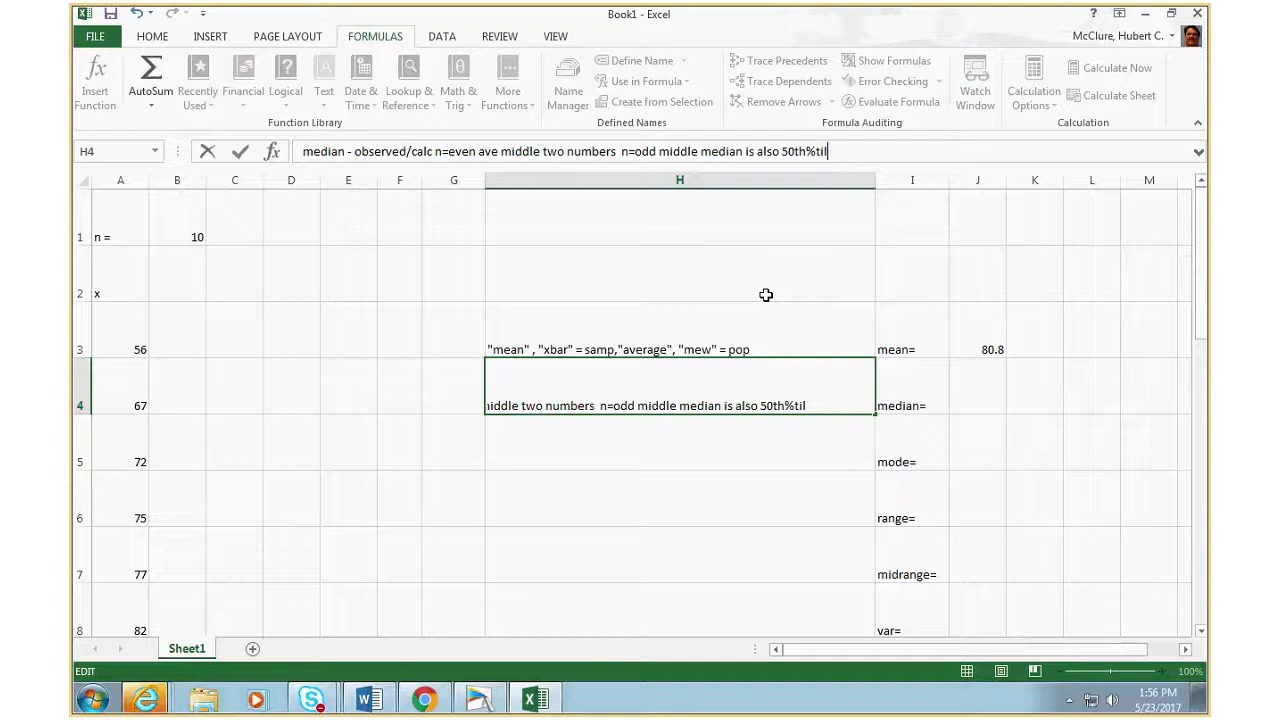 Book1 - Excel
?
FILE HOME INSERT PAGE LAYOUT FORMULAS DATA REVIEW VIEW McClure, Hubert C.
Insert Function
AutoSum
Recently Used
Financial
Logical
Text
Date & Time
Lookup & Reference
Math & Trig
More Functions
Function Library
Name Manager
Define Name
Use in Formula
Create from Selection
Defined Names
Trace Precedents
Trace Dependents
Remove Arrows
Show Formulas
Error Checking
Evaluate Formula
Formula Auditing
Watch Window
Calculation Options
Calculate Now
Calculate Sheet
Calculation
H4 fx median - observed/calc n=even ave middle two numbers n=odd middle median is also 50th%til
A B C D E F G H I J K L M
1 n = 10
2 x
3 56 "mean" , "xbar" = samp,"average", "mew" = pop mean= 80.8
4 67 iddle two numbers n=odd middle median is also 50th%til median=
5 72 mode=
6 75 range=
7 77 midrange=
8 82 var=
Sheet1
EDIT 100%
1:56 PM
5/23/2017